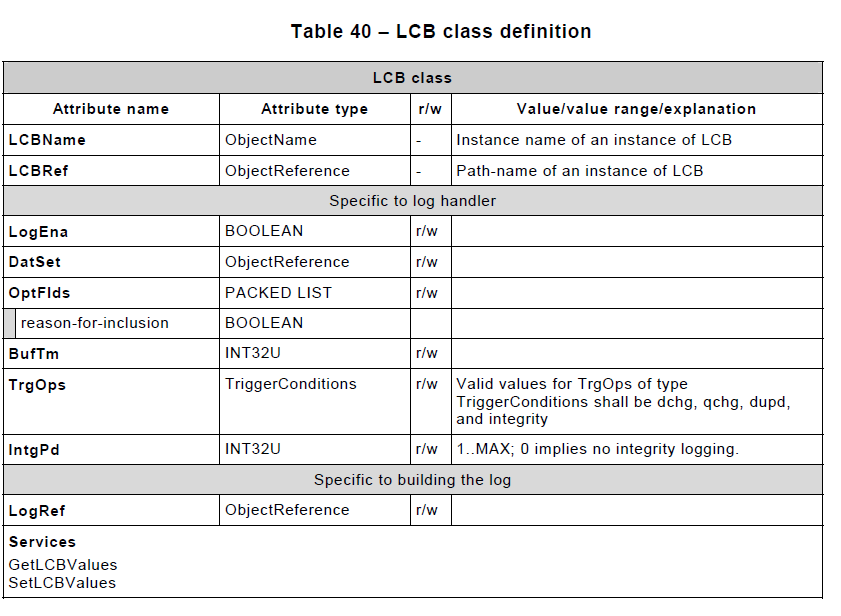 Table 40 – LCB class definition
LCB class
Attribute name Attribute type r/w Value/value range/explanation
LCBName ObjectName - Instance name of an instance of LCB
LCBRef ObjectReference - Path-name of an instance of LCB
Specific to log handler
LogEna BOOLEAN r/w
DatSet ObjectReference r/w
OptFlds PACKED LIST r/w
reason-for-inclusion BOOLEAN
BufTm INT32U r/w
TrgOps TriggerConditions r/w Valid values for TrgOps of type
TriggerConditions shall be dchg, qchg, dupd,
and integrity
IntgPd INT32U r/w 1..MAX; 0 implies no integrity logging.
Specific to building the log
LogRef ObjectReference r/w
Services
GetLCBValues
SetLCBValues